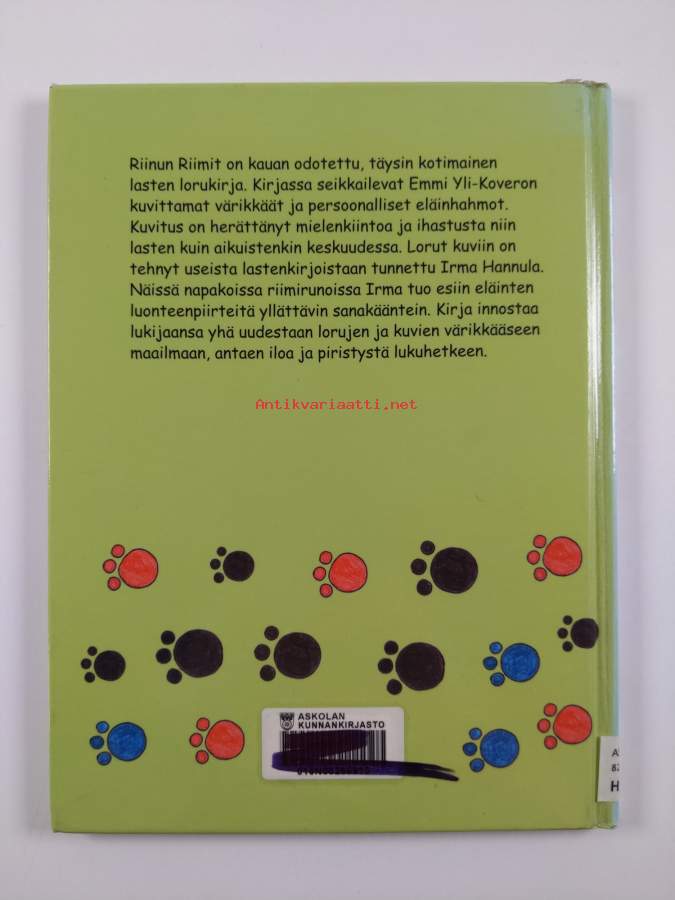 Riinun Riimit on kauan odotettu, täysin kotimainen
lasten lorukirja. Kirjassa seikkailevat Emmi Yli-Koveron
kuvittamat värikkäät ja persoonalliset eläinhahmot.
Kuvitus on herättänyt mielenkiintoa ja ihastusta niin
lasten kuin aikuistenkin keskuudessa. Lorut kuviin on
tehnyt useista lastenkirjoistaan tunnettu Irma Hannula.
Näissä napakoissa riimirunoissa Irma tuo esiin eläinten
luonteenpiirteitä yllättävin sanakääntein. Kirja innostaa
lukijaansa yhä uudestaan lorujen ja kuvien värikkääseen
maailmaan, antaen iloa ja piristystä lukuhetkeen.
Antikvariaatti.net
ASKOLAN
KUNNANKIRJASTO